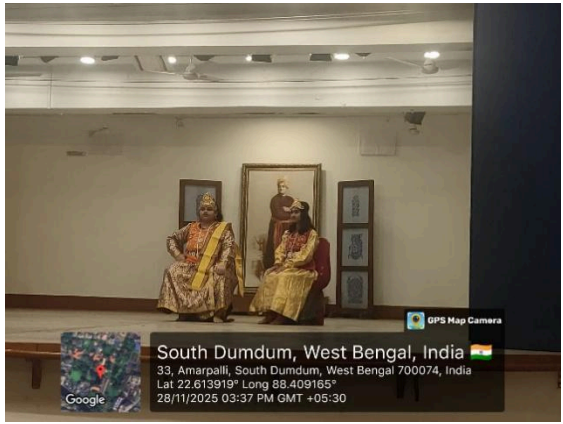 GPS Map Camera
South Dumdum, West Bengal, India 🇮🇳
33, Amarpalli, South Dumdum, West Bengal 700074, India
Lat 22.613919° Long 88.409165°
28/11/2025 03:37 PM GMT +05:30
Google